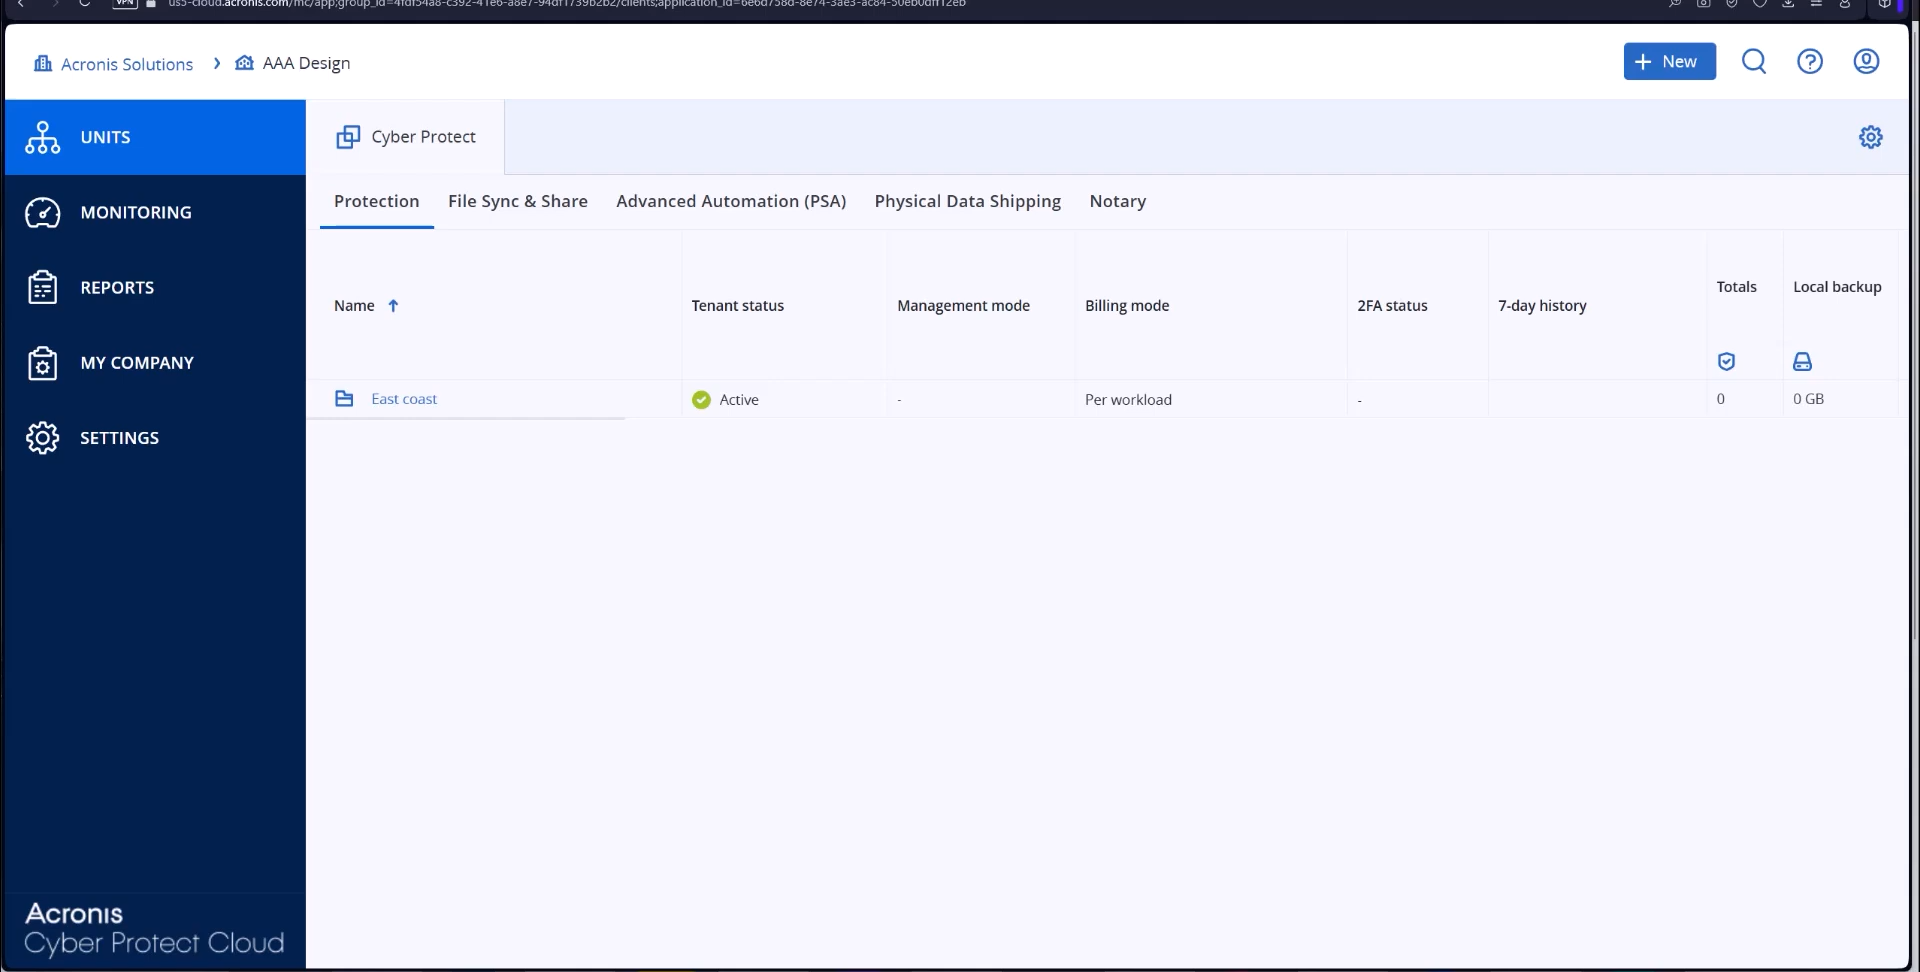 VPN
Acronis Solutions > AAA Design
+ New
UNITS
MONITORING
REPORTS
MY COMPANY
SETTINGS
Cyber Protect
Protection File Sync & Share Advanced Automation (PSA) Physical Data Shipping Notary
Name Tenant status Management mode Billing mode 2FA status 7-day history Totals Local backup
East coast Active - Per workload - 0 0 GB
Acronis
Cyber Protect Cloud